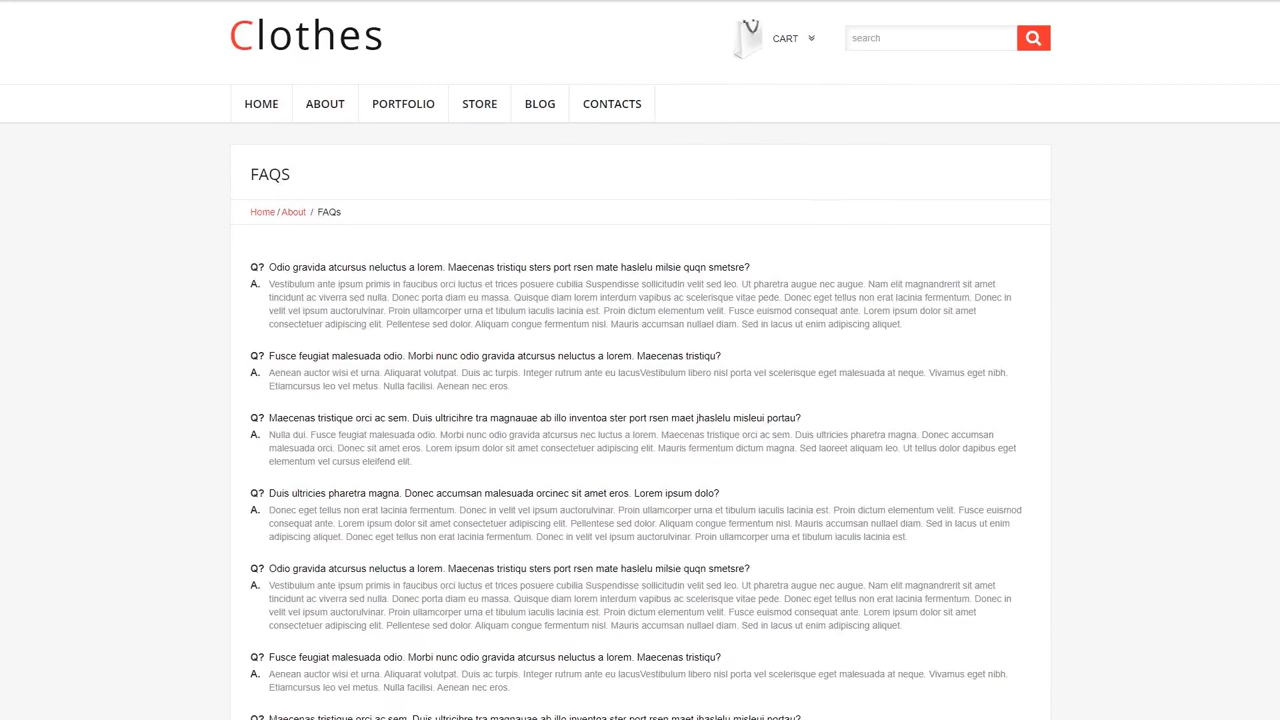 Clothes
CART
search
HOME
ABOUT
PORTFOLIO
STORE
BLOG
CONTACTS
FAQS
Home / About / FAQs
Q? Odio gravida atcursus neluctus a lorem. Maecenas tristiqu sters port rsen mate haslelu milsie quqn smetsre?
A. Vestibulum ante ipsum primis in faucibus orci luctus et trices posuere cubilia Suspendisse sollicitudin velit sed leo. Ut pharetra augue nec augue. Nam elit magnandrerit sit amet
tincidunt ac viverra sed nulla. Donec porta diam eu massa. Quisque diam lorem interdum vapibus ac scelerisque vitae pede. Donec eget tellus non erat lacinia fermentum. Donec in
velit vel ipsum auctorulvinar. Proin ullamcorper urna et tibulum iaculis lacinia est. Proin dictum elementum velit. Fusce euismod consequat ante. Lorem ipsum dolor sit amet
consectetuer adipiscing elit. Pellentese sed dolor. Aliquam congue fermentum nisl. Mauris accumsan nullael diam. Sed in lacus ut enim adipiscing aliquet.
Q? Fusce feugiat malesuada odio. Morbi nunc odio gravida atcursus neluctus a lorem. Maecenas tristiqu?
A. Aenean auctor wisi et urna. Aliquarat volutpat. Duis ac turpis. Integer rutrum ante eu lacusVestibulum libero nisl porta vel scelerisque eget malesuada at neque. Vivamus eget nibh.
Etiamcursus leo vel metus. Nulla facilisi. Aenean nec eros.
Q? Maecenas tristique orci ac sem. Duis ultricihre tra magnauae ab illo inventoa ster port rsen maet jhaslelu misleui portau?
A. Nulla dui. Fusce feugiat malesuada odio. Morbi nunc odio gravida atcursus nec luctus a lorem. Maecenas tristique orci ac sem. Duis ultricies pharetra magna. Donec accumsan
malesuada orci. Donec sit amet eros. Lorem ipsum dolor sit amet consectetuer adipiscing elit. Mauris fermentum dictum magna. Sed laoreet aliquam leo. Ut tellus dolor dapibus eget
elementum vel cursus eleifend elit.
Q? Duis ultricies pharetra magna. Donec accumsan malesuada orcinec sit amet eros. Lorem ipsum dolo?
A. Donec eget tellus non erat lacinia fermentum. Donec in velit vel ipsum auctorulvinar. Proin ullamcorper urna et tibulum iaculis lacinia est. Proin dictum elementum velit. Fusce euismod
consequat ante. Lorem ipsum dolor sit amet consectetuer adipiscing elit. Pellentese sed dolor. Aliquam congue fermentum nisl. Mauris accumsan nullael diam. Sed in lacus ut enim
adipiscing aliquet. Donec eget tellus non erat lacinia fermentum. Donec in velit vel ipsum auctorulvinar. Proin ullamcorper urna et tibulum iaculis lacinia est.
Q? Odio gravida atcursus neluctus a lorem. Maecenas tristiqu sters port rsen mate haslelu milsie quqn smetsre?
A. Vestibulum ante ipsum primis in faucibus orci luctus et trices posuere cubilia Suspendisse sollicitudin velit sed leo. Ut pharetra augue nec augue. Nam elit magnandrerit sit amet
tincidunt ac viverra sed nulla. Donec porta diam eu massa. Quisque diam lorem interdum vapibus ac scelerisque vitae pede. Donec eget tellus non erat lacinia fermentum. Donec in
velit vel ipsum auctorulvinar. Proin ullamcorper urna et tibulum iaculis lacinia est. Proin dictum elementum velit. Fusce euismod consequat ante. Lorem ipsum dolor sit amet
consectetuer adipiscing elit. Pellentese sed dolor. Aliquam congue fermentum nisl. Mauris accumsan nullael diam. Sed in lacus ut enim adipiscing aliquet.
Q? Fusce feugiat malesuada odio. Morbi nunc odio gravida atcursus neluctus a lorem. Maecenas tristiqu?
A. Aenean auctor wisi et urna. Aliquarat volutpat. Duis ac turpis. Integer rutrum ante eu lacusVestibulum libero nisl porta vel scelerisque eget malesuada at neque. Vivamus eget nibh.
Etiamcursus leo vel metus. Nulla facilisi. Aenean nec eros.
Q? Maecenas tristique orci ac sem. Duis ultricihre tra magnauae ab illo inventoa ster port rsen maet jhaslelu misleui portau?